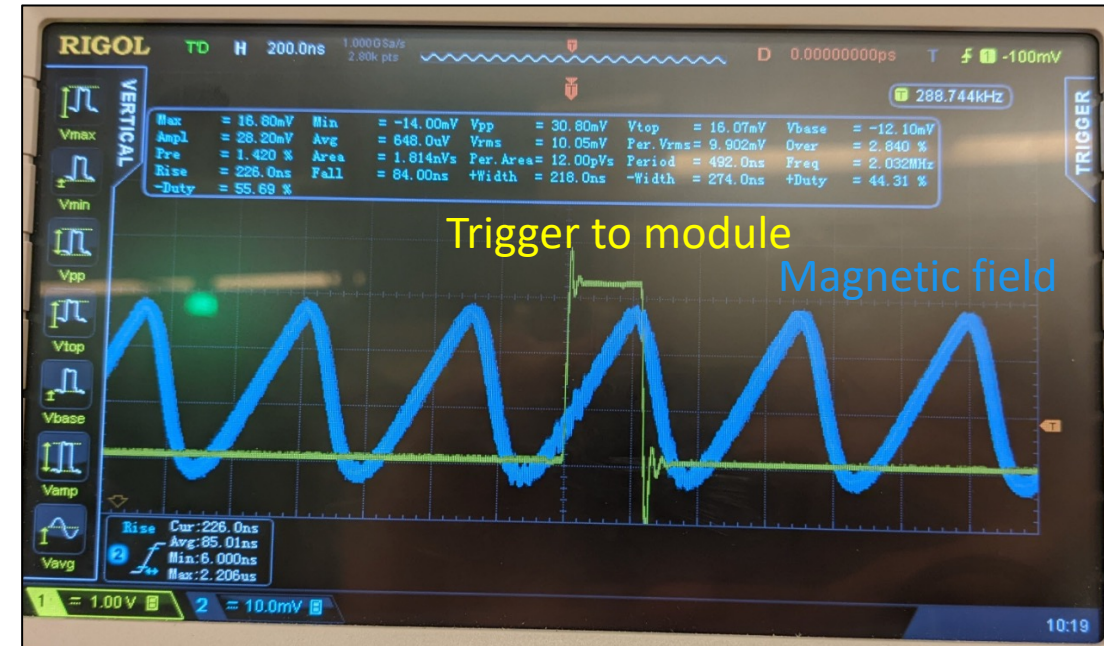 RIGOL T'D H 200.0ns 1.000GSa/s 2.80k pts D 0.00000000ps T 1 -100mV
288.744kHz
VERTICAL
TRIGGER
Vmax
Vmin
Vpp
Vtop
Vbase
Vamp
Vavg
Max = 16.80mV Min = -14.00mV Vpp = 30.80mV Vtop = 16.07mV Vbase = -12.10mV
Ampl = 28.20mV Avg = 648.0uV Vrms = 10.05mV Per.Vrms= 9.902mV Over = 2.840 %
Pre = 1.420 % Area = 1.814nVs Per.Area= 12.00pVs Period = 492.0ns Freq = 2.032MHz
Rise = 226.0ns Fall = 84.00ns +Width = 218.0ns -Width = 274.0ns +Duty = 44.31 %
-Duty = 55.69 %
Trigger to module
Magnetic field
T
Rise Cur:226.0ns
Avg:85.01ns
2 Min:6.000ns
Max:2.206us
1 = 1.00V B 2 = 10.0mV B
10:19